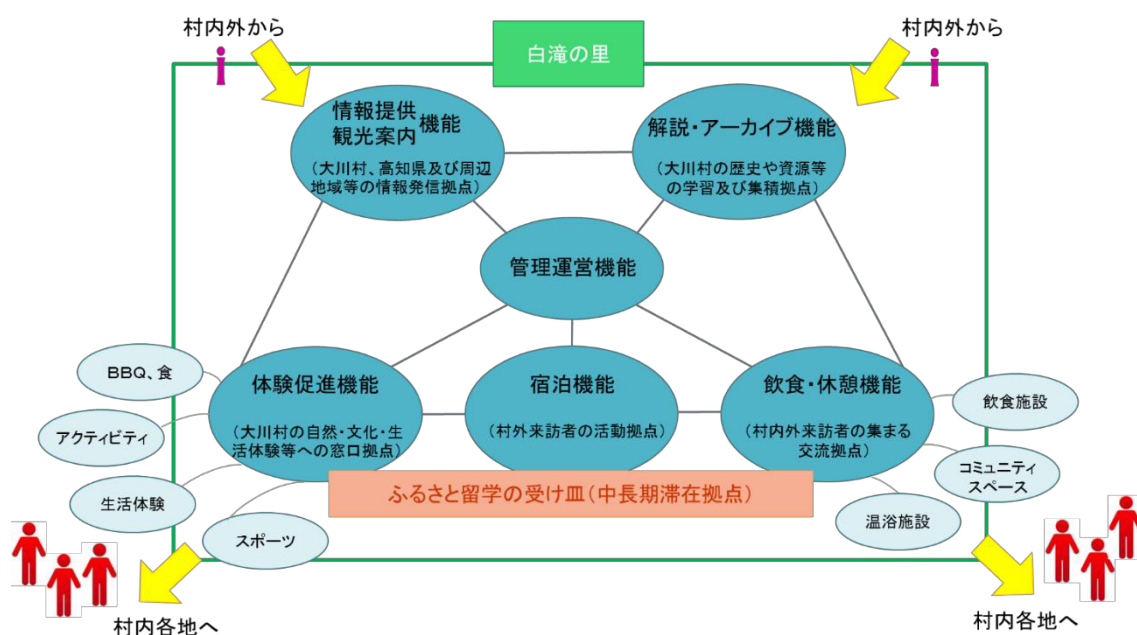 村内外から
白滝の里
村内外から
情報提供
観光案内
機能
(大川村、高知県及び周辺
地域等の情報発信拠点)
解説・アーカイブ機能
(大川村の歴史や資源等
の学習及び集積拠点)
管理運営機能
体験促進機能
(大川村の自然・文化・生
活体験等への窓口拠点)
宿泊機能
(村外来訪者の活動拠点)
飲食・休憩機能
(村内外来訪者の集まる
交流拠点)
BBQ、食
アクティビティ
生活体験
スポーツ
飲食施設
コミュニティ
スペース
温浴施設
ふるさと留学の受け皿(中長期滞在拠点)
村内各地へ
村内各地へ